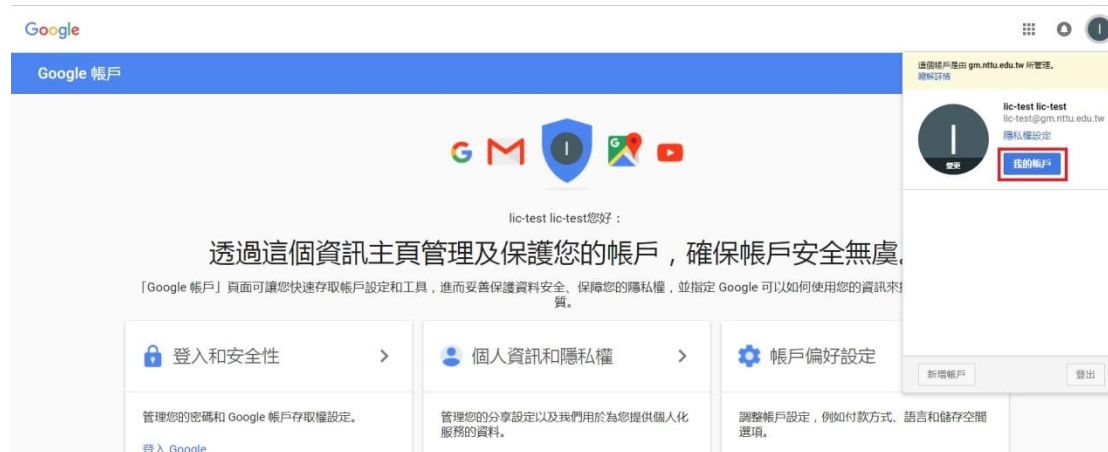 Google
Google 帳戶
這個帳戶是由 gm.nttu.edu.tw 所管理。
瞭解詳情
lic-test lic-test
lic-test@gm.nttu.edu.tw
隱私權設定
變更
我的帳戶
新增帳戶
登出
lic-test lic-test您好：
透過這個資訊主頁管理及保護您的帳戶，確保帳戶安全無虞
「Google 帳戶」頁面可讓您快速存取帳戶設定和工具，進而妥善保護資料安全、保障您的隱私權，並指定 Google 可以如何使用您的資訊來
質。
登入和安全性
管理您的密碼和 Google 帳戶存取權設定。
登入 Google
個人資訊和隱私權
管理您的分享設定以及我們用於為您提供個人化
服務的資料。
帳戶偏好設定
調整帳戶設定，例如付款方式、語言和儲存空間
選項。